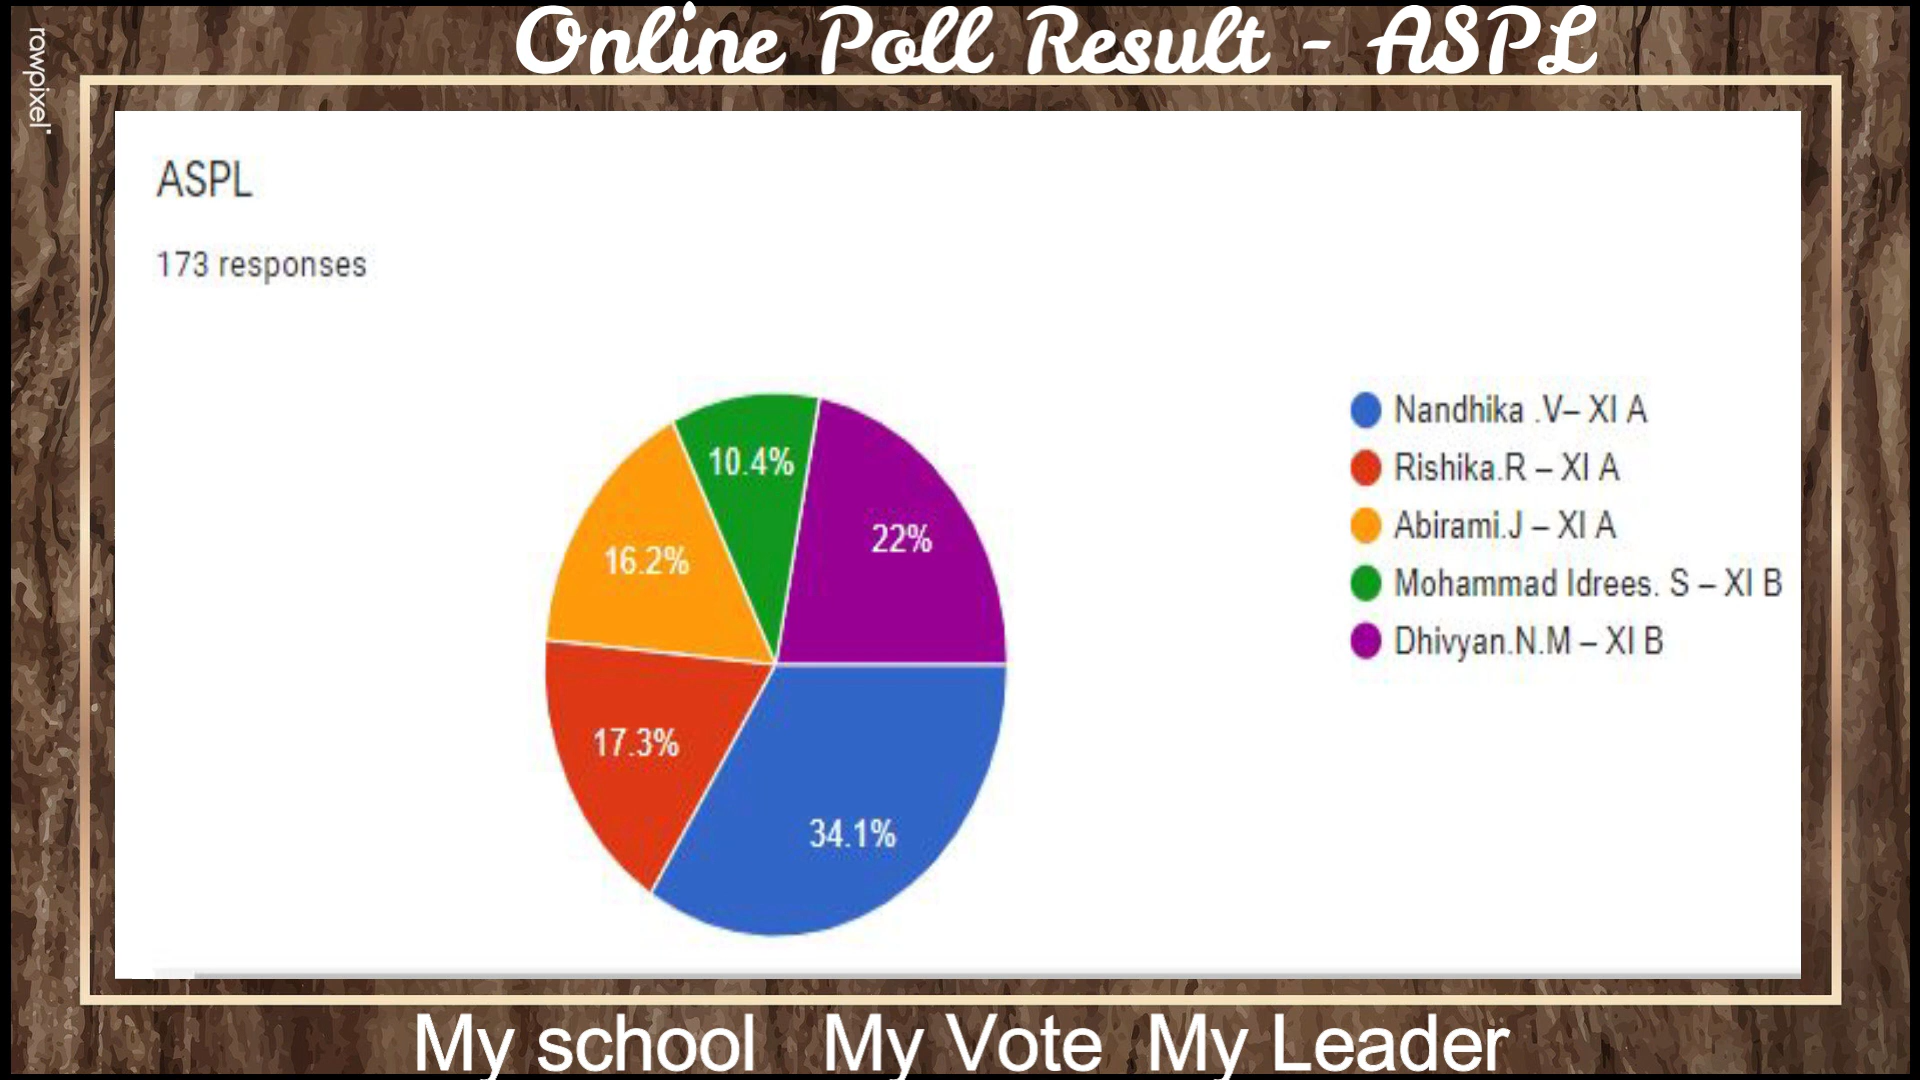 Online Poll Result - ASPL
rawpixel
ASPL
173 responses
10.4%
22%
16.2%
17.3%
34.1%
Nandhika .V– XI A
Rishika.R – XI A
Abirami.J – XI A
Mohammad Idrees. S – XI B
Dhivyan.N.M – XI B
My school My Vote My Leader